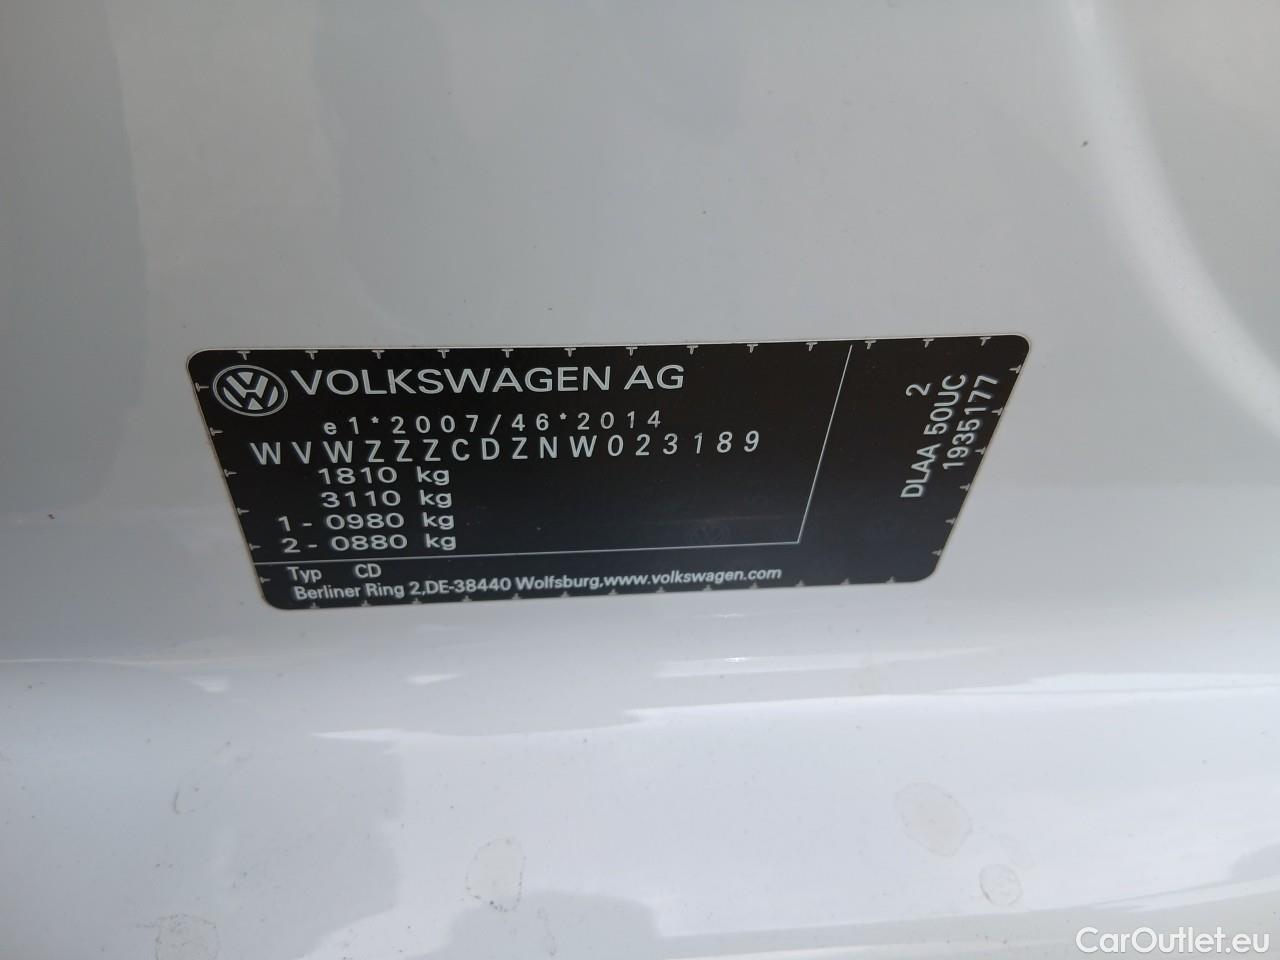 VOLKSWAGEN AG
e1*2007/46*2014
WVWZZZCDZNW023189
1810 kg
3110 kg
1 - 0980 kg
2 - 0880 kg
Typ CD
Berliner Ring 2,DE-38440 Wolfsburg,www.volkswagen.com
2
DLAA 50UC
1935177
CarOutlet.eu